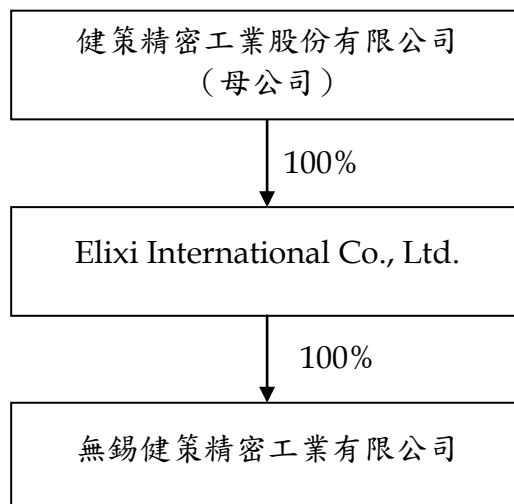 健策精密工業股份有限公司
（母公司）
100%
Elixi International Co., Ltd.
100%
無錫健策精密工業有限公司